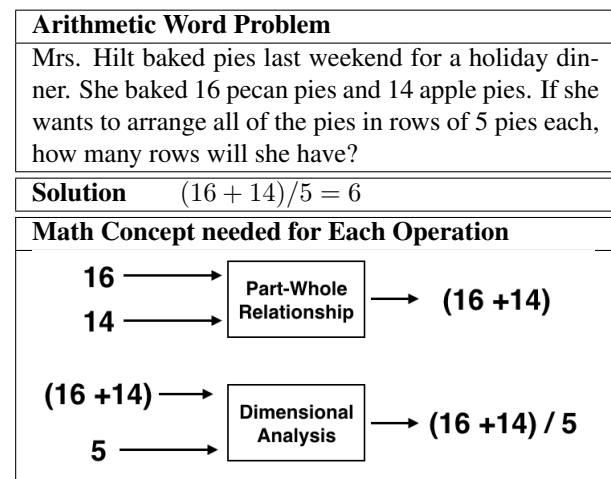 Arithmetic Word Problem
Mrs. Hilt baked pies last weekend for a holiday din-
ner. She baked 16 pecan pies and 14 apple pies. If she
wants to arrange all of the pies in rows of 5 pies each,
how many rows will she have?
Solution (16 + 14)/5 = 6
Math Concept needed for Each Operation
16
14
Part-Whole
Relationship
(16 +14)
(16 +14)
5
Dimensional
Analysis
(16 +14) / 5